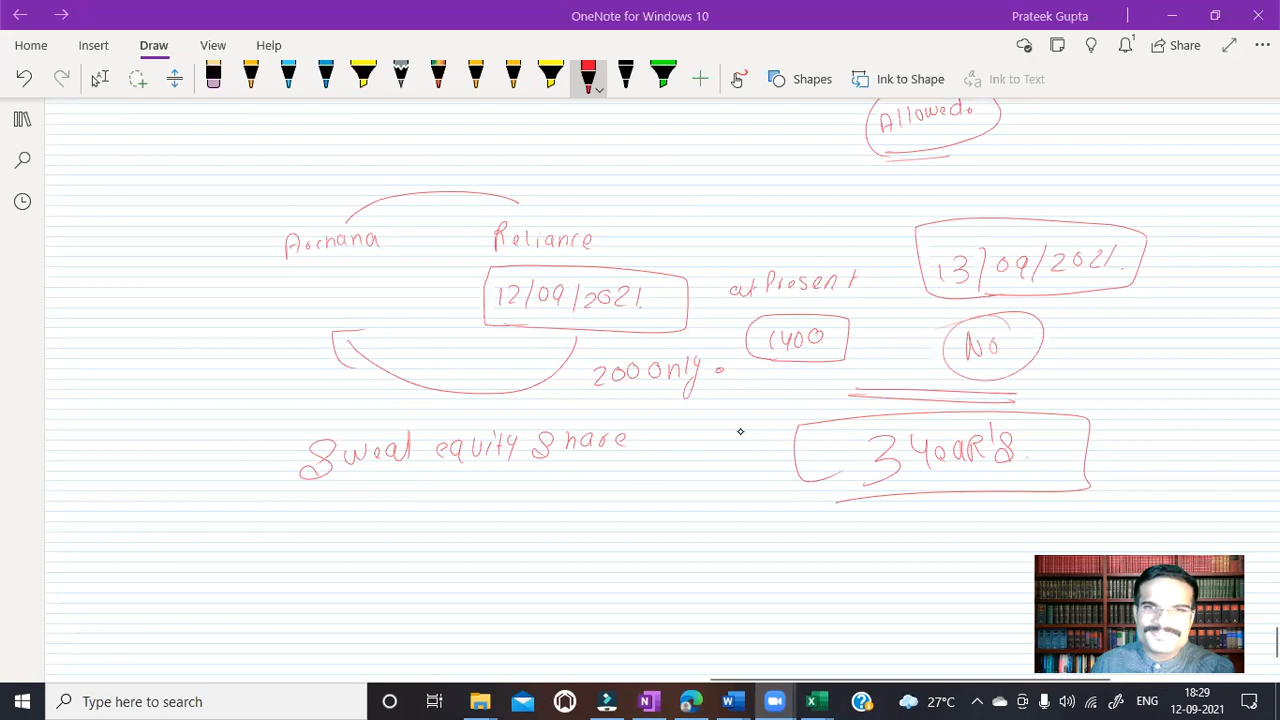 OneNote for Windows 10
Prateek Gupta
Home Insert Draw View Help
Share
Shapes Ink to Shape Ink to Text
Allowed.
Archana Reliance
12/09/2021.
at Present
13/09/2021.
1400
No
200 Only.
Sweat equity Share
3 YeaR's.
Type here to search
27°C
ENG
18:29
12-09-2021